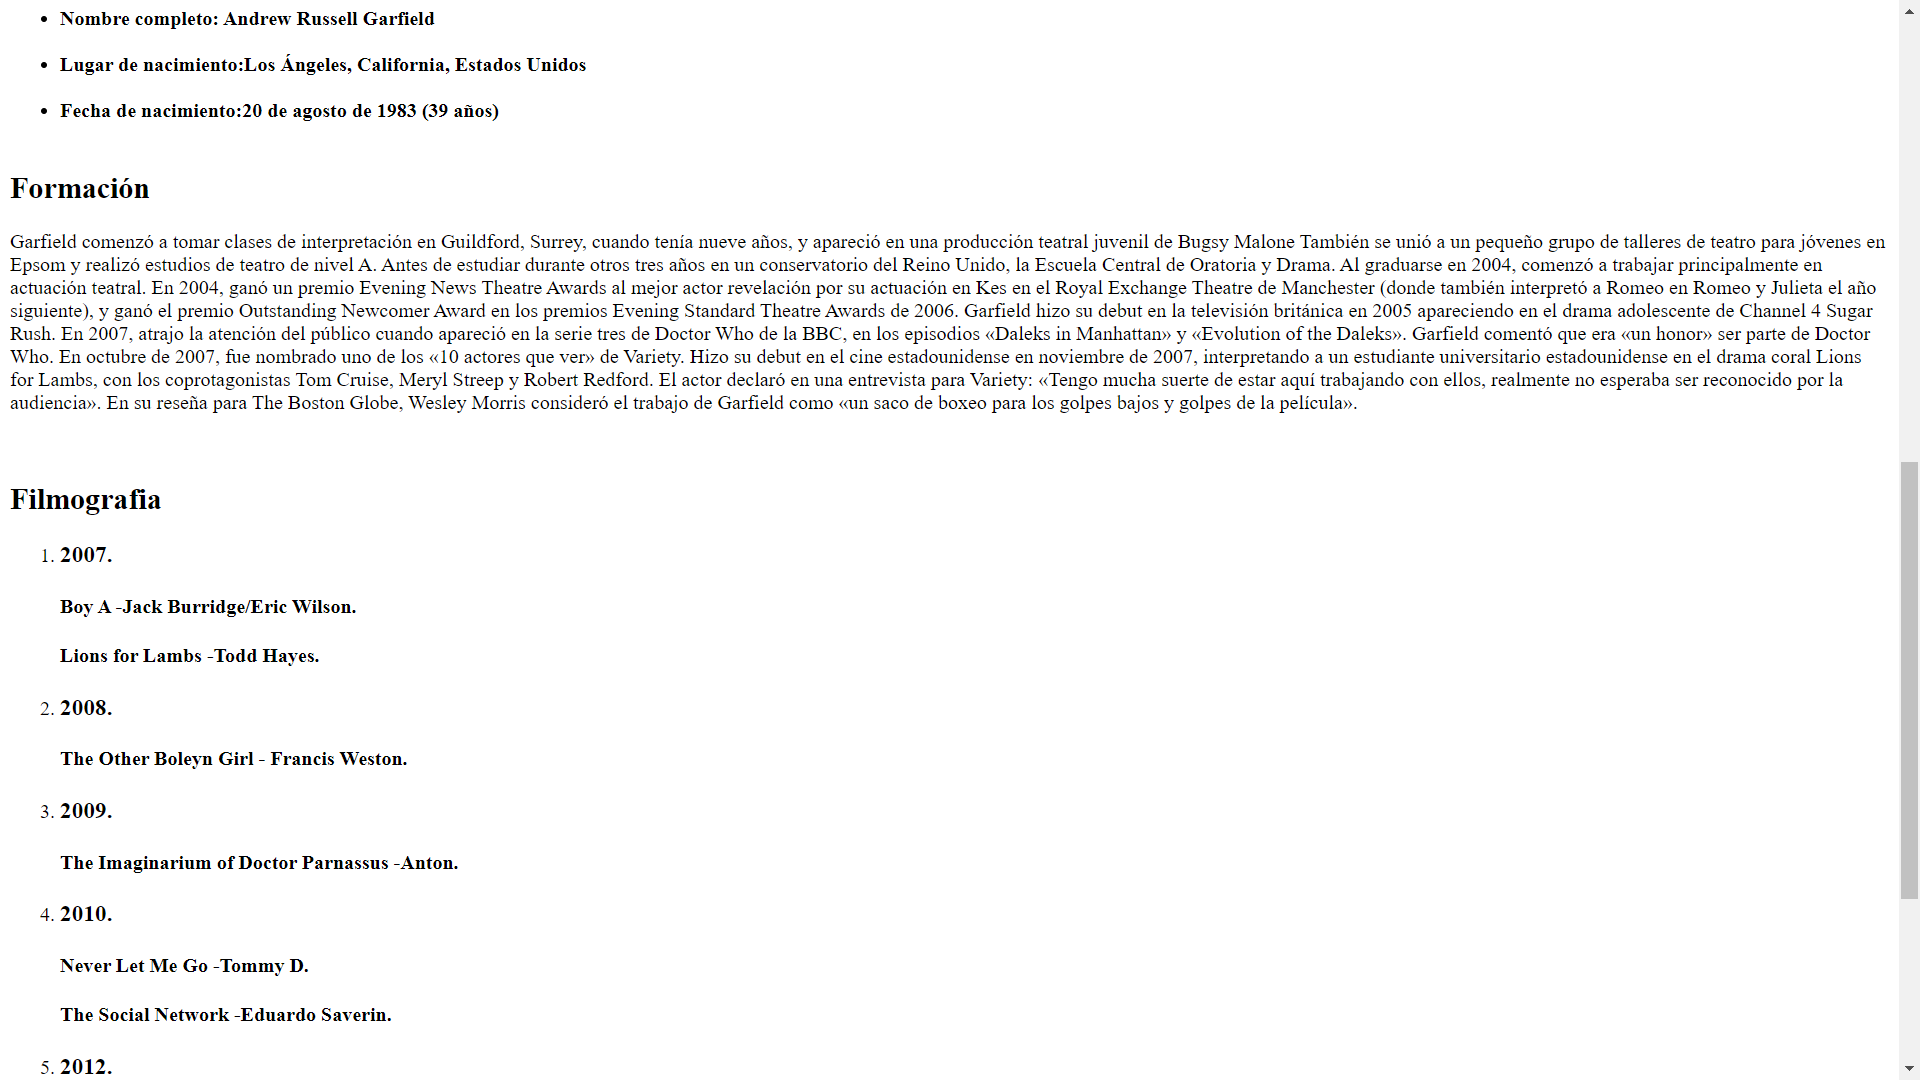 • Nombre completo: Andrew Russell Garfield
• Lugar de nacimiento:Los Ángeles, California, Estados Unidos
• Fecha de nacimiento:20 de agosto de 1983 (39 años)
Formación
Garfield comenzó a tomar clases de interpretación en Guildford, Surrey, cuando tenía nueve años, y apareció en una producción teatral juvenil de Bugsy Malone También se unió a un pequeño grupo de talleres de teatro para jóvenes en
Epsom y realizó estudios de teatro de nivel A. Antes de estudiar durante otros tres años en un conservatorio del Reino Unido, la Escuela Central de Oratoria y Drama. Al graduarse en 2004, comenzó a trabajar principalmente en
actuación teatral. En 2004, ganó un premio Evening News Theatre Awards al mejor actor revelación por su actuación en Kes en el Royal Exchange Theatre de Manchester (donde también interpretó a Romeo en Romeo y Julieta el año
siguiente), y ganó el premio Outstanding Newcomer Award en los premios Evening Standard Theatre Awards de 2006. Garfield hizo su debut en la televisión británica en 2005 apareciendo en el drama adolescente de Channel 4 Sugar
Rush. En 2007, atrajo la atención del público cuando apareció en la serie tres de Doctor Who de la BBC, en los episodios «Daleks in Manhattan» y «Evolution of the Daleks». Garfield comentó que era «un honor» ser parte de Doctor
Who. En octubre de 2007, fue nombrado uno de los «10 actores que ver» de Variety. Hizo su debut en el cine estadounidense en noviembre de 2007, interpretando a un estudiante universitario estadounidense en el drama coral Lions
for Lambs, con los coprotagonistas Tom Cruise, Meryl Streep y Robert Redford. El actor declaró en una entrevista para Variety: «Tengo mucha suerte de estar aquí trabajando con ellos, realmente no esperaba ser reconocido por la
audiencia». En su reseña para The Boston Globe, Wesley Morris consideró el trabajo de Garfield como «un saco de boxeo para los golpes bajos y golpes de la película».
Filmografia
1. 2007.
Boy A -Jack Burridge/Eric Wilson.
Lions for Lambs -Todd Hayes.
2. 2008.
The Other Boleyn Girl - Francis Weston.
3. 2009.
The Imaginarium of Doctor Parnassus -Anton.
4. 2010.
Never Let Me Go -Tommy D.
The Social Network -Eduardo Saverin.
5. 2012.